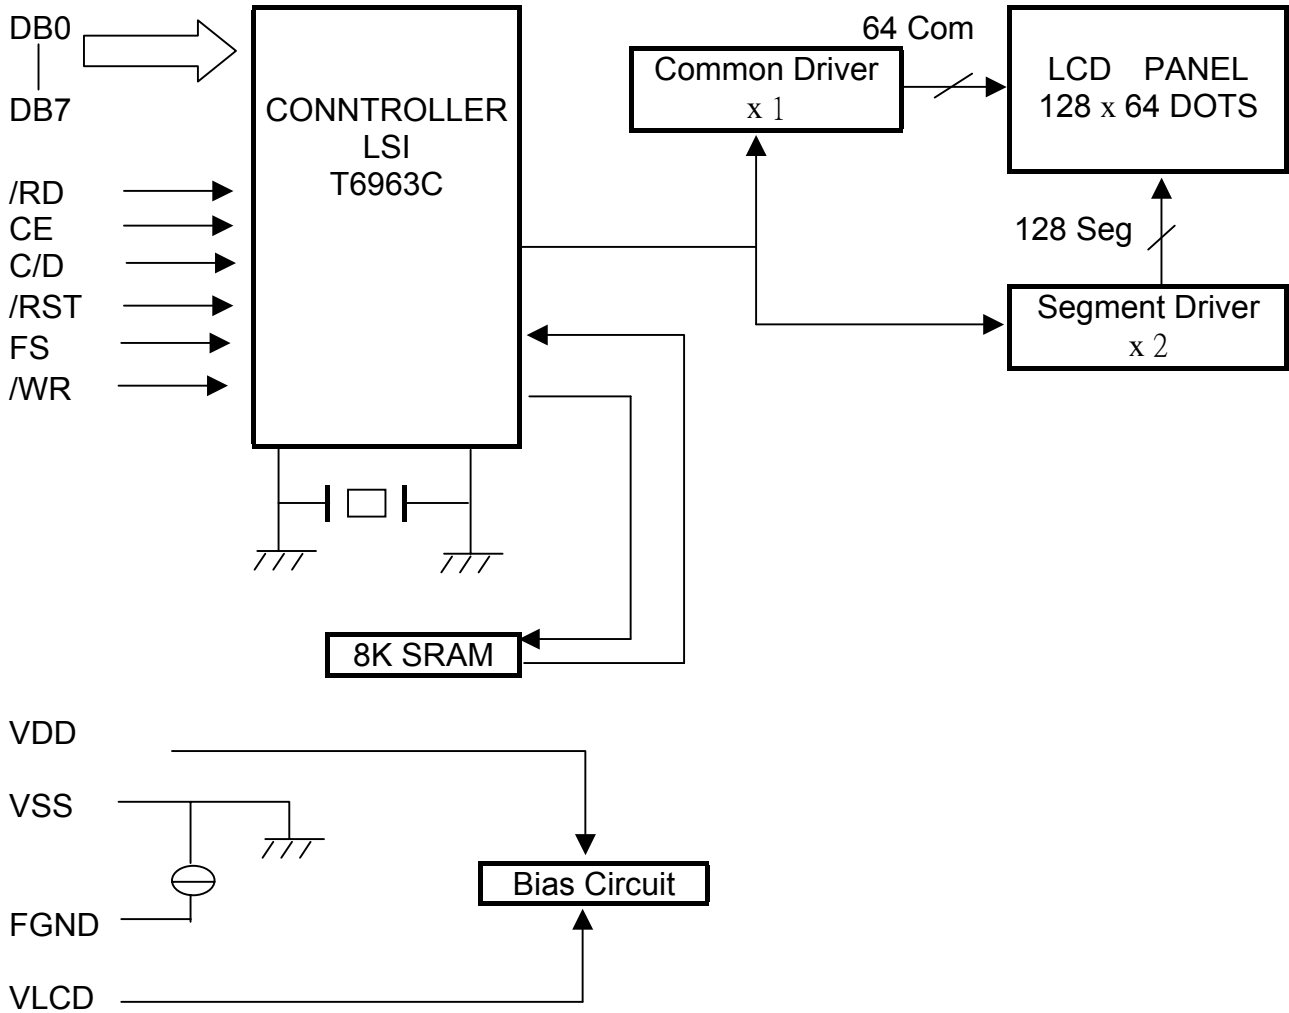 DB0
DB7
/RD
CE
C/D
/RST
FS
/WR
CONNTROLLER
LSI
T6963C
64 Com
Common Driver
x 1
LCD PANEL
128 x 64 DOTS
128 Seg
Segment Driver
x 2
8K SRAM
VDD
VSS
FGND
VLCD
Bias Circuit